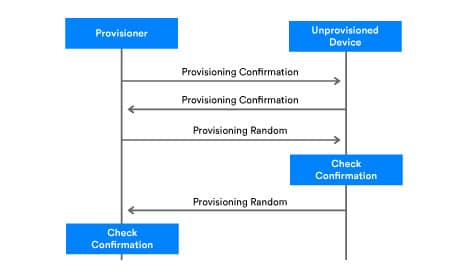 Provisioner
Unprovisioned
Device
Provisioning Confirmation
Provisioning Confirmation
Provisioning Random
Check
Confirmation
Provisioning Random
Check
Confirmation